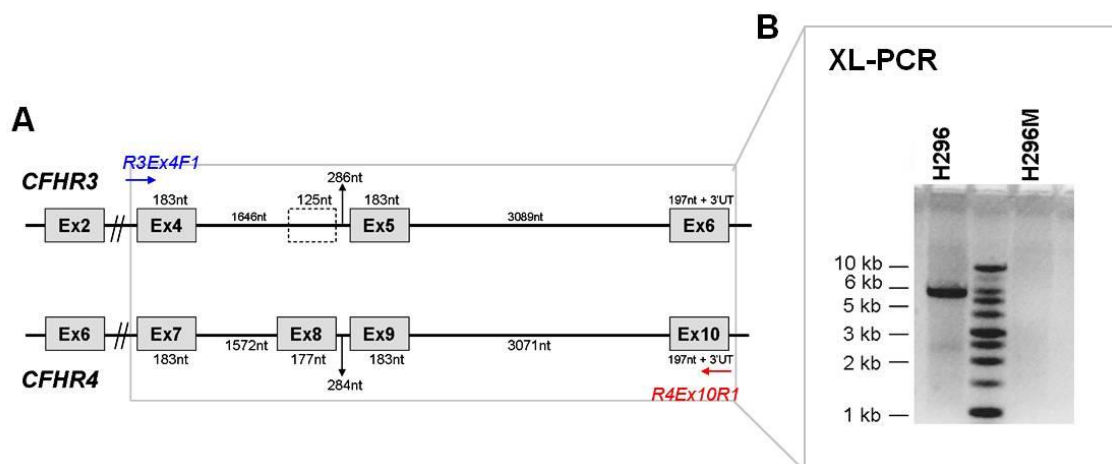 B
XL-PCR
A
H296
H296M
R3Ex4F1
CFHR3
286nt
183nt
125nt
183nt
1646nt
3089nt
197nt + 3'UT
Ex2
Ex4
Ex5
Ex6
10 kb
6 kb
5 kb
3 kb
2 kb
1 kb
Ex6
Ex7
Ex8
Ex9
Ex10
183nt
1572nt
177nt
183nt
3071nt
197nt + 3'UT
284nt
CFHR4
R4Ex10R1